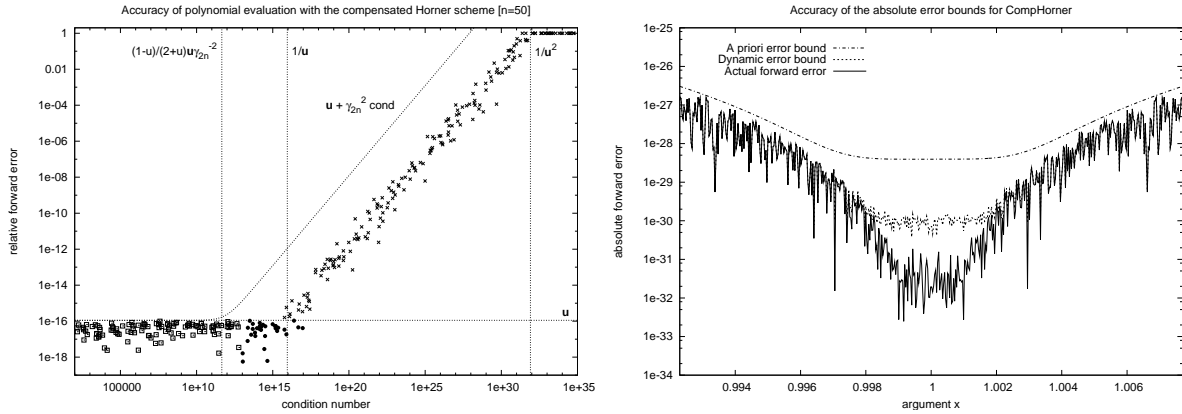 Accuracy of polynomial evaluation with the compensated Horner scheme [n=50]
(1-u)/(2+u)uγ2n-2
1/u
1/u2
u + γ2n2 cond
u
1
0.01
1e-04
1e-06
1e-08
1e-10
1e-12
1e-14
1e-16
1e-18
relative forward error
100000
1e+10
1e+15
1e+20
1e+25
1e+30
1e+35
condition number
Accuracy of the absolute error bounds for CompHorner
A priori error bound
Dynamic error bound
Actual forward error
1e-25
1e-26
1e-27
1e-28
1e-29
1e-30
1e-31
1e-32
1e-33
1e-34
absolute forward error
0.994
0.996
0.998
1
1.002
1.004
1.006
argument x